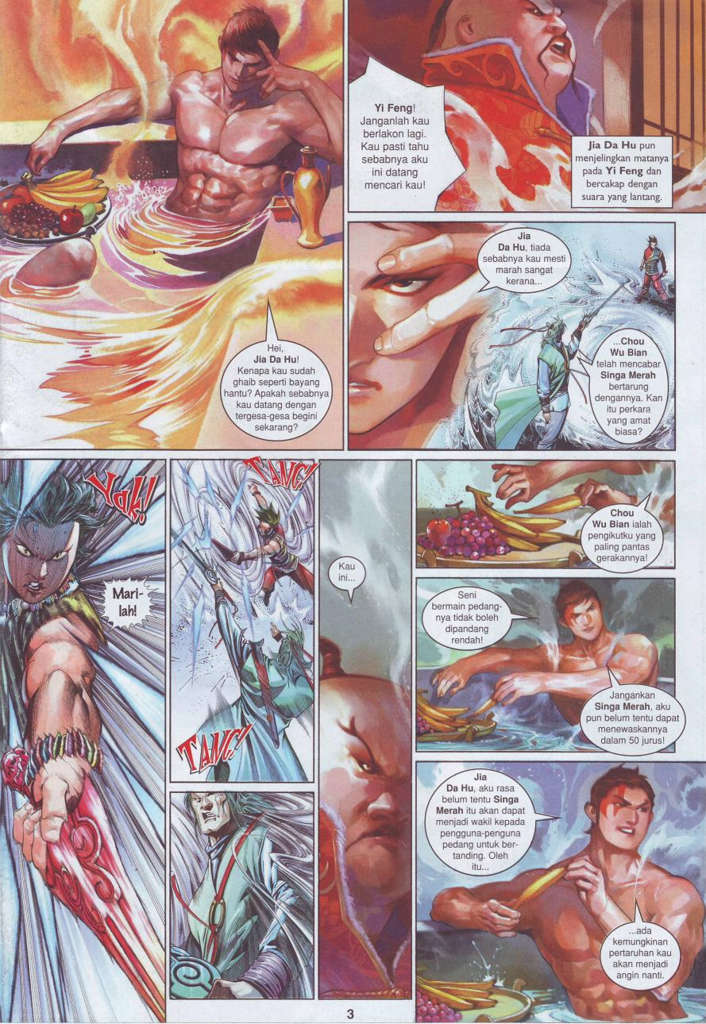 Hei,
Jia Da Hu!
Kenapa kau sudah
ghaib seperti bayang
hantu? Apakah sebabnya
kau datang dengan
tergesa-gesa begini
sekarang?
Yi Feng!
Janganlah kau
berlakon lagi.
Kau pasti tahu
sebabnya aku
ini datang
mencari kau!
Jia Da Hu pun
menjelingkan matanya
pada Yi Feng dan
bercakap dengan
suara yang lantang.
Jia
Da Hu, tiada
sebabnya kau mesti
marah sangat
kerana...
...Chou
Wu Bian
telah mencabar
Singa Merah
bertarung
dengannya. Kan
itu perkara
yang amat
biasa?
Yak!
Mari-
lah!
TANG!
TANG!
Kau
ini...
Chou
Wu Bian ialah
pengikutku yang
paling pantas
gerakannya!
Seni
bermain pedang-
nya tidak boleh
dipandang
rendah!
Jangankan
Singa Merah, aku
pun belum tentu dapat
menewaskannya
dalam 50 jurus!
Jia
Da Hu, aku rasa
belum tentu Singa
Merah itu akan dapat
menjadi wakil kepada
pengguna-penguna
pedang untuk ber-
tanding. Oleh
itu...
...ada
kemungkinan
pertaruhan kau
akan menjadi
angin nanti.
3